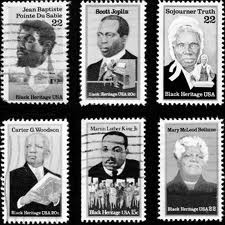 Jean Baptiste
Pointe Du Sable
22
Black Heritage USA
Scott Joplin
Black Heritage USA 20c
Sojourner Truth
22
Black Heritage USA
Carter G. Woodson
Black Heritage USA 20c
Martin Luther King, Jr.
Black Heritage USA 15c
Mary McLeod Bethune
Black Heritage USA 22